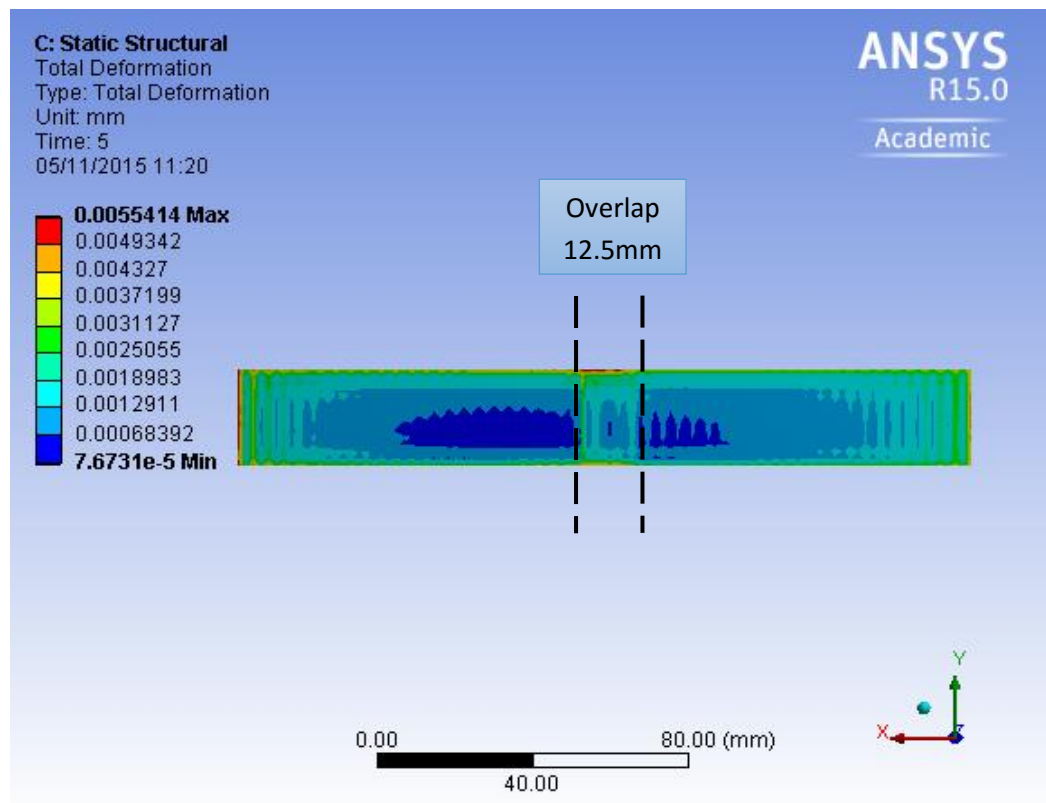 C: Static Structural
Total Deformation
Type: Total Deformation
Unit: mm
Time: 5
05/11/2015 11:20
ANSYS
R15.0
Academic
0.0055414 Max
0.0049342
0.004327
0.0037199
0.0031127
0.0025055
0.0018983
0.0012911
0.00068392
7.6731e-5 Min
Overlap
12.5mm
Y
X
Z
0.00
80.00 (mm)
40.00